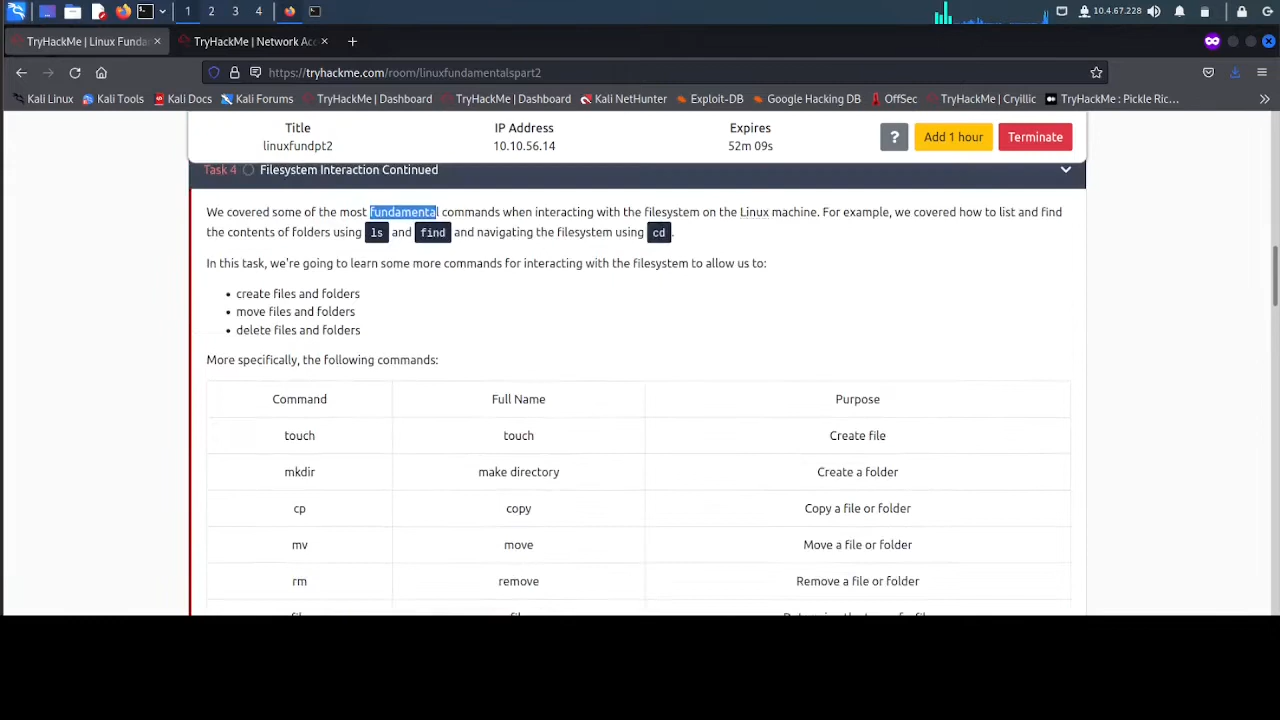 1 2 3 4 10.4.67.228
TryHackMe | Linux Funda
TryHackMe | Network Acc
https://tryhackme.com/room/linuxfundamentalspart2
Kali Linux Kali Tools Kali Docs Kali Forums TryHackMe | Dashboard TryHackMe | Dashboard Kali NetHunter Exploit-DB Google Hacking DB OffSec TryHackMe | Cryillic TryHackMe : Pickle Ric...
Title IP Address Expires
linuxfundpt2 10.10.56.14 52m 09s
? Add 1 hour Terminate
Task 4 Filesystem Interaction Continued
We covered some of the most fundamental commands when interacting with the filesystem on the Linux machine. For example, we covered how to list and find
the contents of folders using ls and find and navigating the filesystem using cd.
In this task, we're going to learn some more commands for interacting with the filesystem to allow us to:
• create files and folders
• move files and folders
• delete files and folders
More specifically, the following commands:
Command Full Name Purpose
touch touch Create file
mkdir make directory Create a folder
cp copy Copy a file or folder
mv move Move a file or folder
rm remove Remove a file or folder